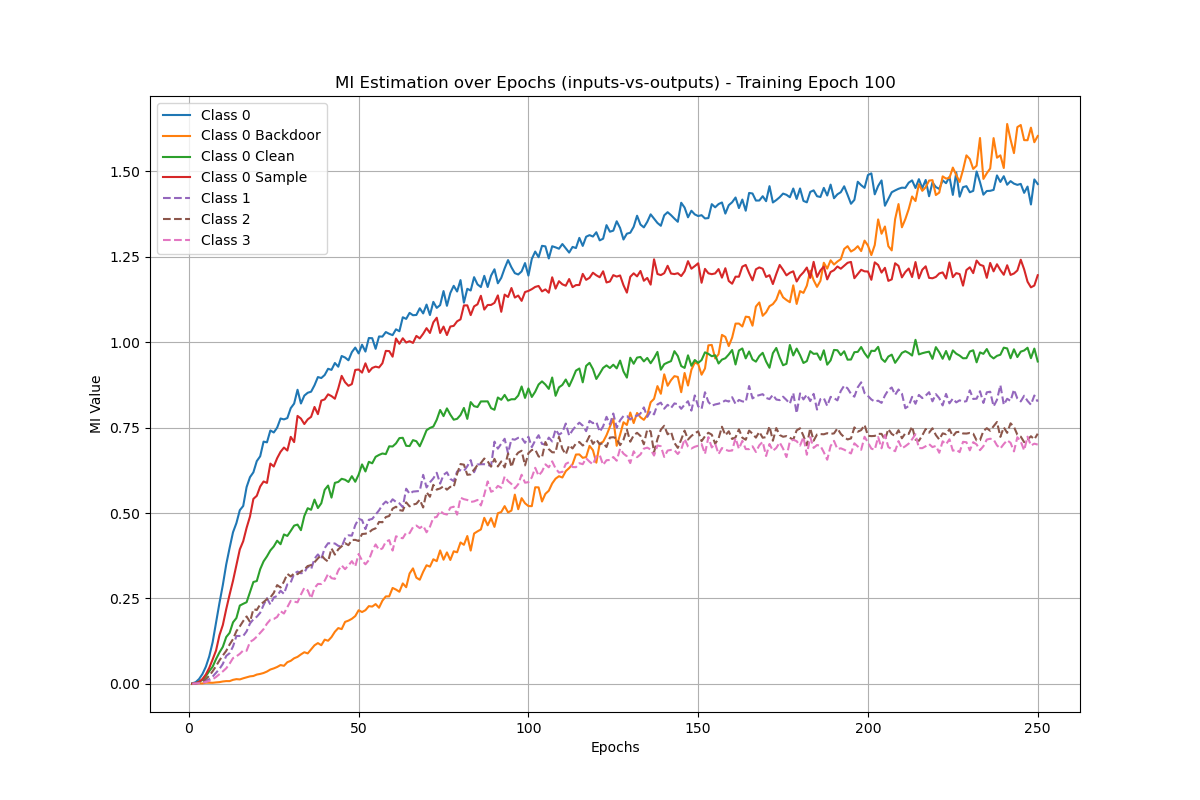 MI Estimation over Epochs (inputs-vs-outputs) - Training Epoch 100
Class 0
Class 0 Backdoor
Class 0 Clean
Class 0 Sample
Class 1
Class 2
Class 3
MI Value
1.50
1.25
1.00
0.75
0.50
0.25
0.00
0 50 100 150 200 250
Epochs